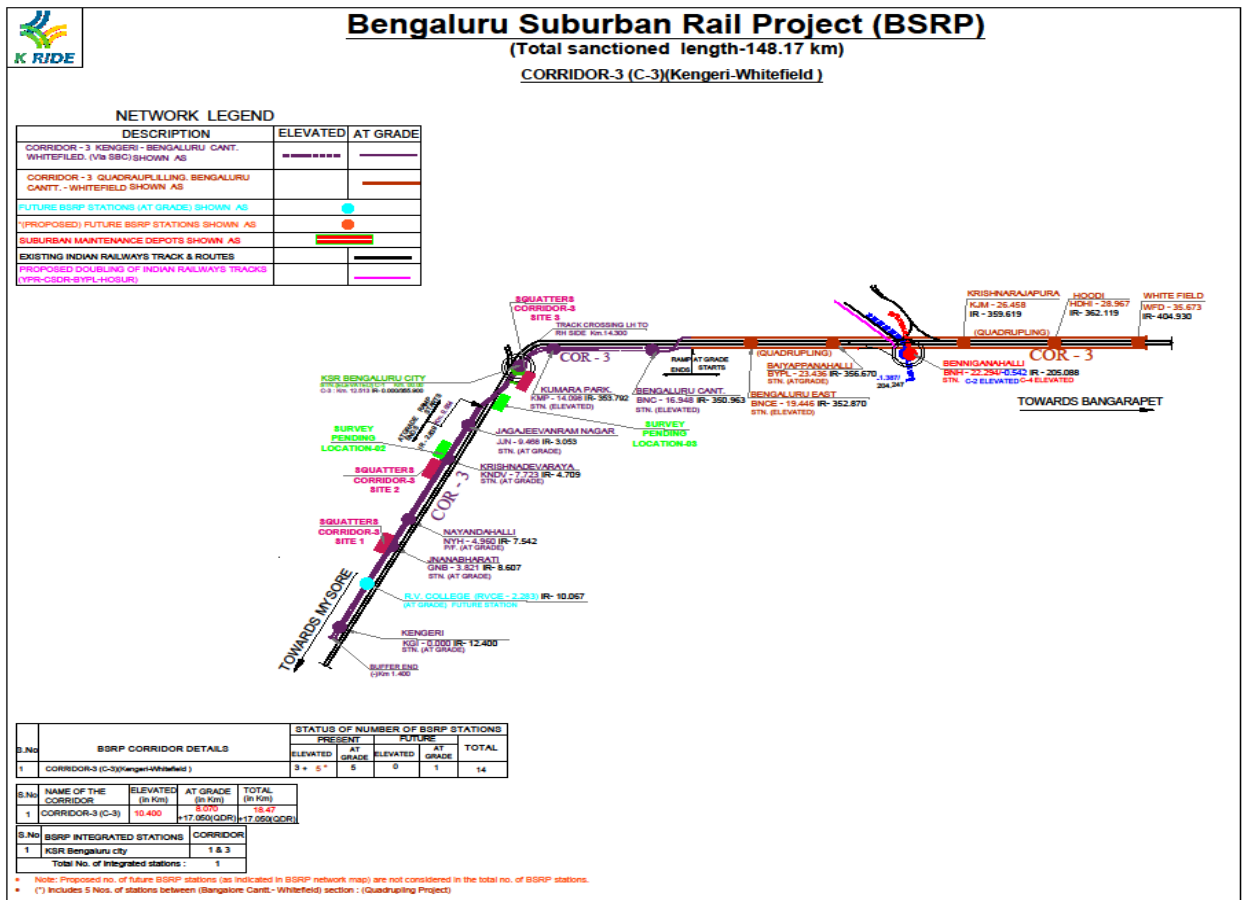 K RIDE
Bengaluru Suburban Rail Project (BSRP)
(Total sanctioned length-148.17 km)
CORRIDOR-3 (C-3)(Kengeri-Whitefield )
NETWORK LEGEND
DESCRIPTION ELEVATED AT GRADE
CORRIDOR - 3 KENGERI - BENGALURU CANT.
WHITEFILED. (Via SBC) SHOWN AS
CORRIDOR - 3 QUADRAUPLILLING. BENGALURU
CANTT. - WHITEFIELD SHOWN AS
FUTURE BSRP STATIONS (AT GRADE) SHOWN AS
*(PROPOSED) FUTURE BSRP STATIONS SHOWN AS
SUBURBAN MAINTENANCE DEPOTS SHOWN AS
EXISTING INDIAN RAILWAYS TRACK & ROUTES
PROPOSED DOUBLING OF INDIAN RAILWAYS TRACKS
(YPR-CSDR-BYPL-HOSUR)
SQUATTERS
CORRIDOR-3
SITE 3
TRACK CROSSING LH TO
RH SIDE Km.14.300
COR - 3
KRISHNARAJAPURA
KJM - 26.458
IR - 359.619
HOODI
HDHI - 28.967
IR - 362.119
WHITE FIELD
WFD - 35.673
IR - 404.930
(QUADRUPLING)
COR - 3
RAMP
ENDS
AT GRADE
STARTS
(QUADRUPLING)
BAIYAPPANAHALLI
BYPL - 23.436 IR- 356.670
STN. (ATGRADE)
BENNIGANAHALLI
BNH - 22.294/-0.542 IR - 205.088
STN. C-2 ELEVATED C-4 ELEVATED
204.247
TOWARDS BANGARAPET
KSR BENGALURU CITY
KUMARA PARK.
KMP - 14.098 IR- 353.792
STN. (ELEVATED)
BENGALURU CANT.
BNC - 16.948 IR- 350.963
STN. (ELEVATED)
BENGALURU EAST
BNCE - 19.446 IR- 352.870
STN. (ELEVATED)
SURVEY
PENDING
LOCATION-02
JAGAJEEVANRAM NAGAR
JJN - 9.468 IR- 3.053
STN. (AT GRADE)
SURVEY
PENDING
LOCATION-03
SQUATTERS
CORRIDOR-3
SITE 2
KRISHNADEVARAYA
KNDV - 7.723 IR- 4.709
STN. (AT GRADE)
COR - 3
SQUATTERS
CORRIDOR-3
SITE 1
NAYANDAHALLI
NYH - 4.960 IR- 7.542
P/F. (AT GRADE)
JNANABHARATI
GNB - 3.821 IR- 8.607
STN. (AT GRADE)
R.V. COLLEGE (RVCE - 2.283) IR- 10.067
(AT GRADE) FUTURE STATION
TOWARDS MYSORE
KENGERI
KGI - 0.000 IR- 12.400
STN. (AT GRADE)
BUFFER END
(-)Km 1.400
S.No BSRP CORRIDOR DETAILS STATUS OF NUMBER OF BSRP STATIONS
PRESENT FUTURE TOTAL
ELEVATED AT GRADE ELEVATED AT GRADE
1 CORRIDOR-3 (C-3)(Kengeri-Whitefield ) 3 + 5 * 5 0 1 14
S.No NAME OF THE CORRIDOR ELEVATED (in Km) AT GRADE (in Km) TOTAL (in Km)
1 CORRIDOR-3 (C-3) 10.400 8.070 +17.050(QDR) 18.47 +17.050(QDR)
S.No BSRP INTEGRATED STATIONS CORRIDOR
1 KSR Bengaluru city 1 & 3
Total No. of Integrated stations : 1
• Note: Proposed no. of future BSRP stations (as indicated in BSRP network map) are not considered in the total no. of BSRP stations.
• (*) Includes 5 Nos. of stations between (Bangalore Cantt.- Whitefield) section : (Quadrupling Project)